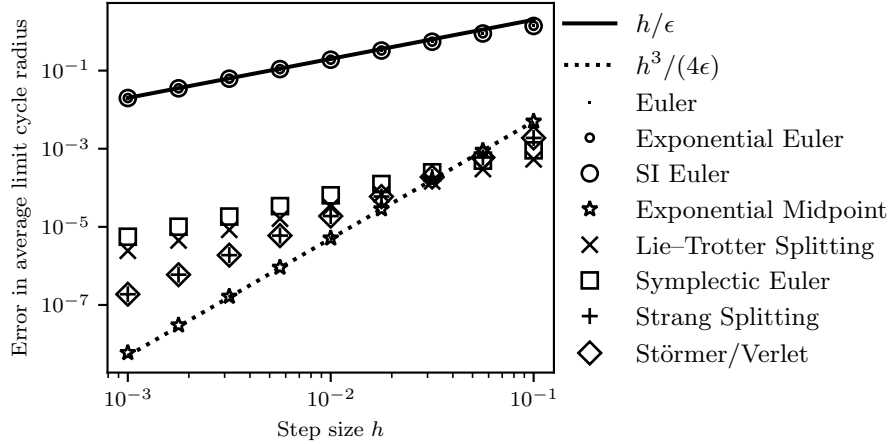 Error in average limit cycle radius
10⁻¹
10⁻³
10⁻⁵
10⁻⁷
10⁻³
10⁻²
10⁻¹
Step size h
h/ϵ
h³/(4ϵ)
Euler
Exponential Euler
SI Euler
Exponential Midpoint
Lie–Trotter Splitting
Symplectic Euler
Strang Splitting
Störmer/Verlet